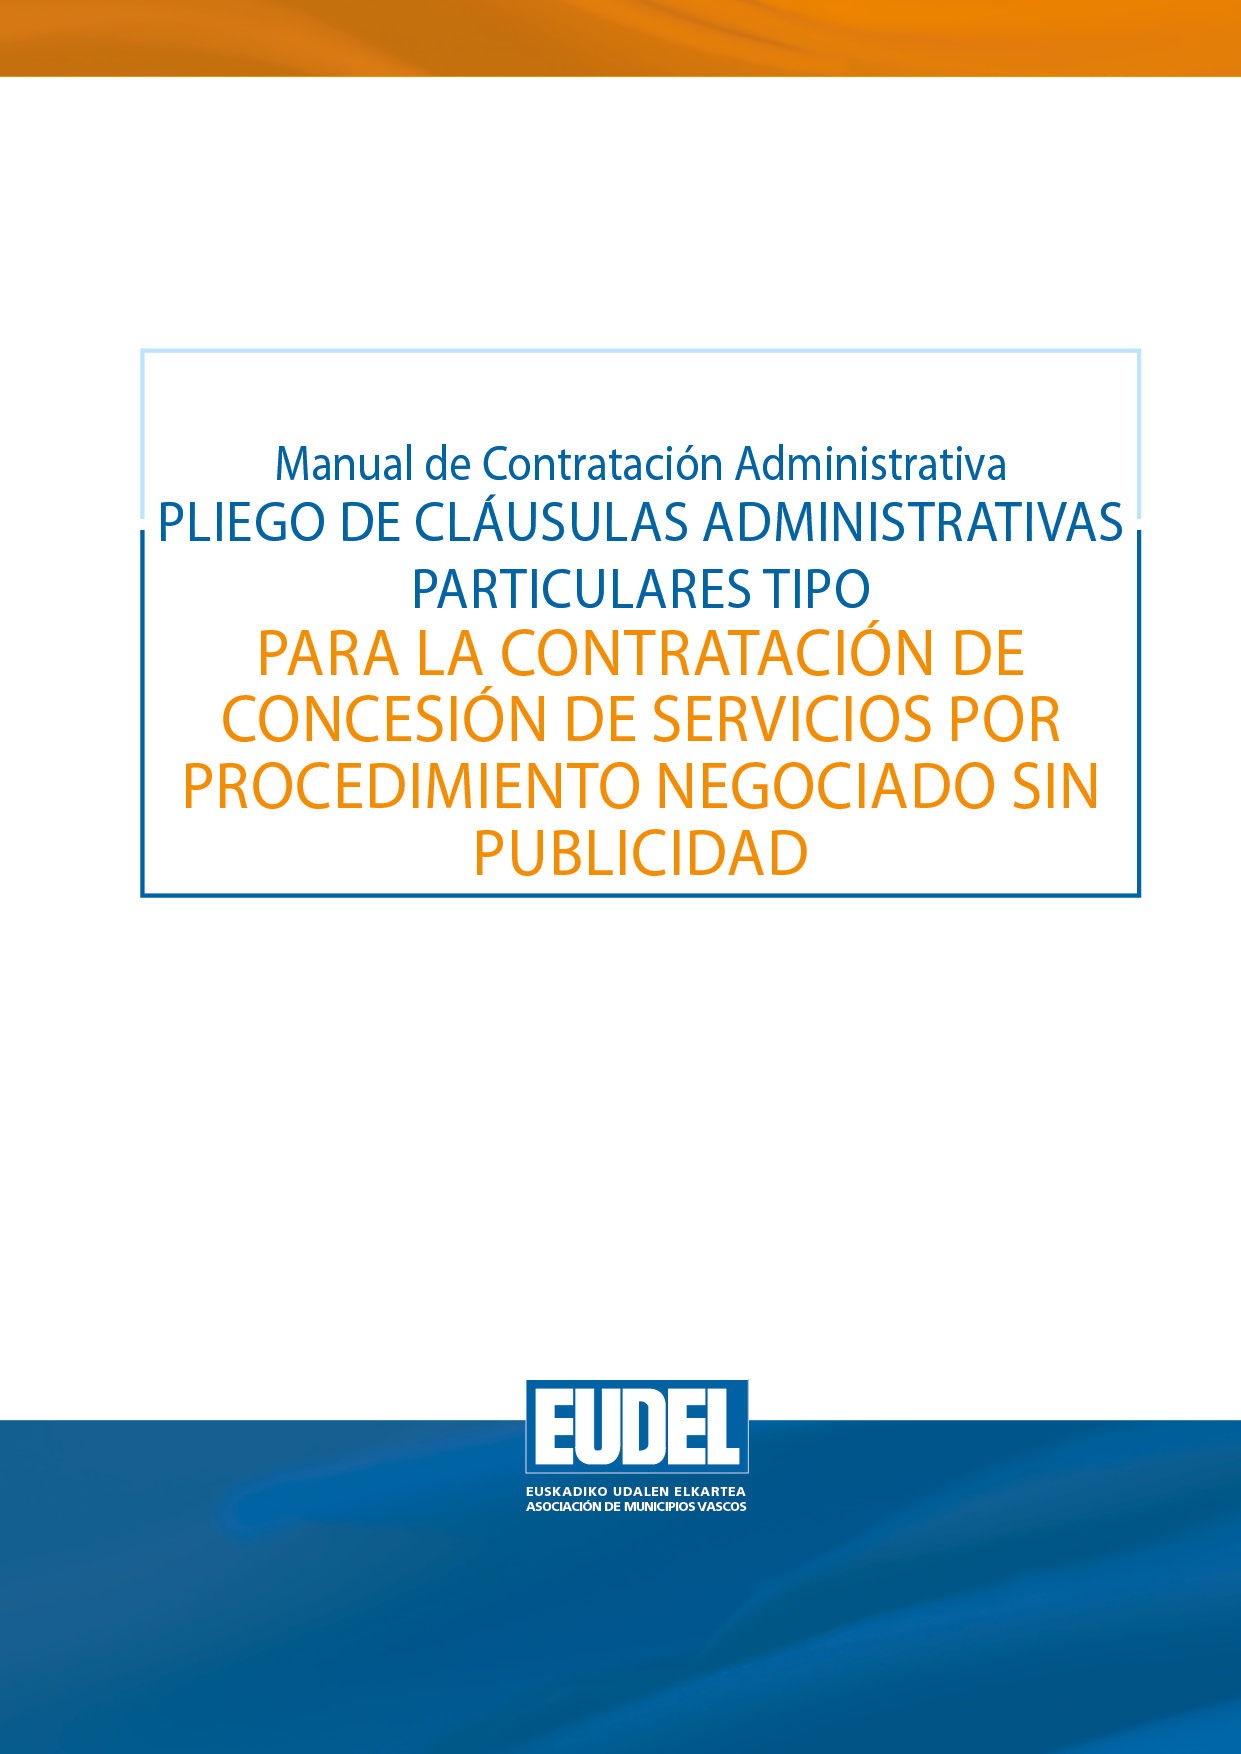 Manual de Contratación Administrativa
PLIEGO DE CLÁUSULAS ADMINISTRATIVAS
PARTICULARES TIPO
PARA LA CONTRATACIÓN DE
CONCESIÓN DE SERVICIOS POR
PROCEDIMIENTO NEGOCIADO SIN
PUBLICIDAD
EUDEL
EUSKADIKO UDALEN ELKARTEA
ASOCIACIÓN DE MUNICIPIOS VASCOS